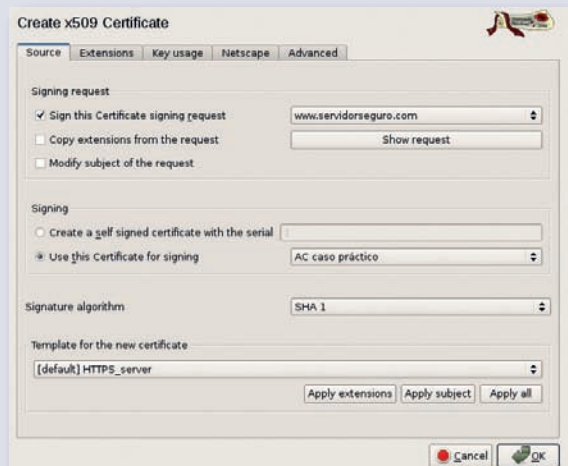 Create x509 Certificate
Source Extensions Key usage Netscape Advanced
Signing request
Sign this Certificate signing request www.servidorseguro.com
Copy extensions from the request Show request
Modify subject of the request
Signing
Create a self signed certificate with the serial 1
Use this Certificate for signing AC caso práctico
Signature algorithm SHA 1
Template for the new certificate
[default] HTTPS_server
Apply extensions Apply subject Apply all
Cancel OK